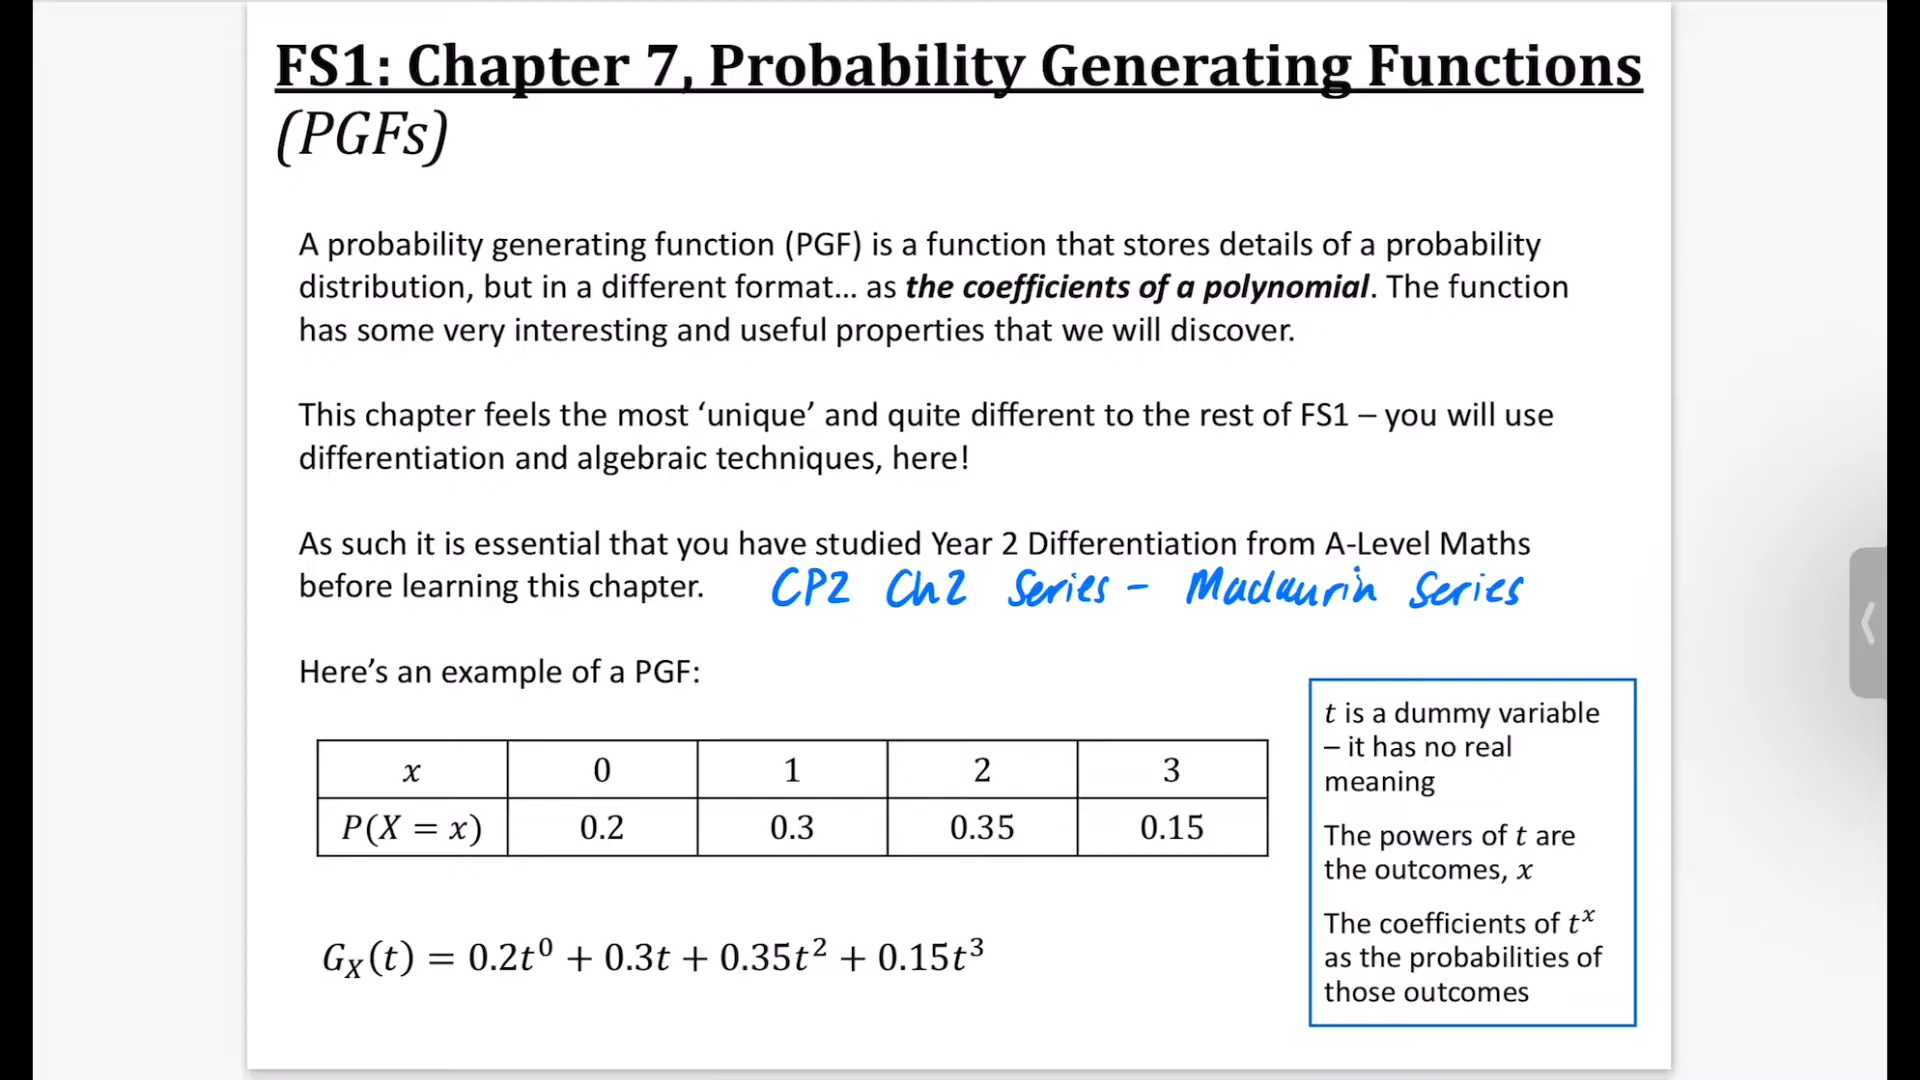 FS1: Chapter 7, Probability Generating Functions
(PGFs)
A probability generating function (PGF) is a function that stores details of a probability
distribution, but in a different format... as the coefficients of a polynomial. The function
has some very interesting and useful properties that we will discover.
This chapter feels the most ‘unique’ and quite different to the rest of FS1 – you will use
differentiation and algebraic techniques, here!
As such it is essential that you have studied Year 2 Differentiation from A-Level Maths
before learning this chapter. CP2 Ch2 Series - Maclaurin Series
Here’s an example of a PGF:
x 0 1 2 3
P(X = x) 0.2 0.3 0.35 0.15
G_X(t) = 0.2t⁰ + 0.3t + 0.35t² + 0.15t³
t is a dummy variable
– it has no real
meaning
The powers of t are
the outcomes, x
The coefficients of tˣ
as the probabilities of
those outcomes